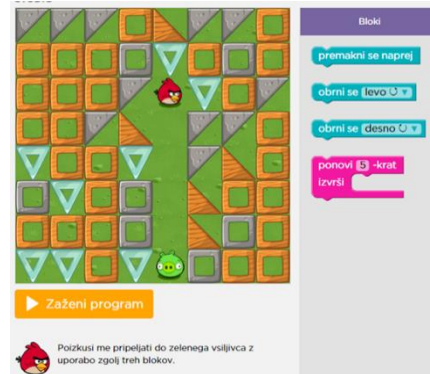 Bloki
premakni se naprej
obrni se levo ↺ ▼
obrni se desno ↻ ▼
ponovi 5 -krat
izvrši
Zaženi program
Poizkusi me pripeljati do zelenega vsiljivca z
uporabo zgolj treh blokov.